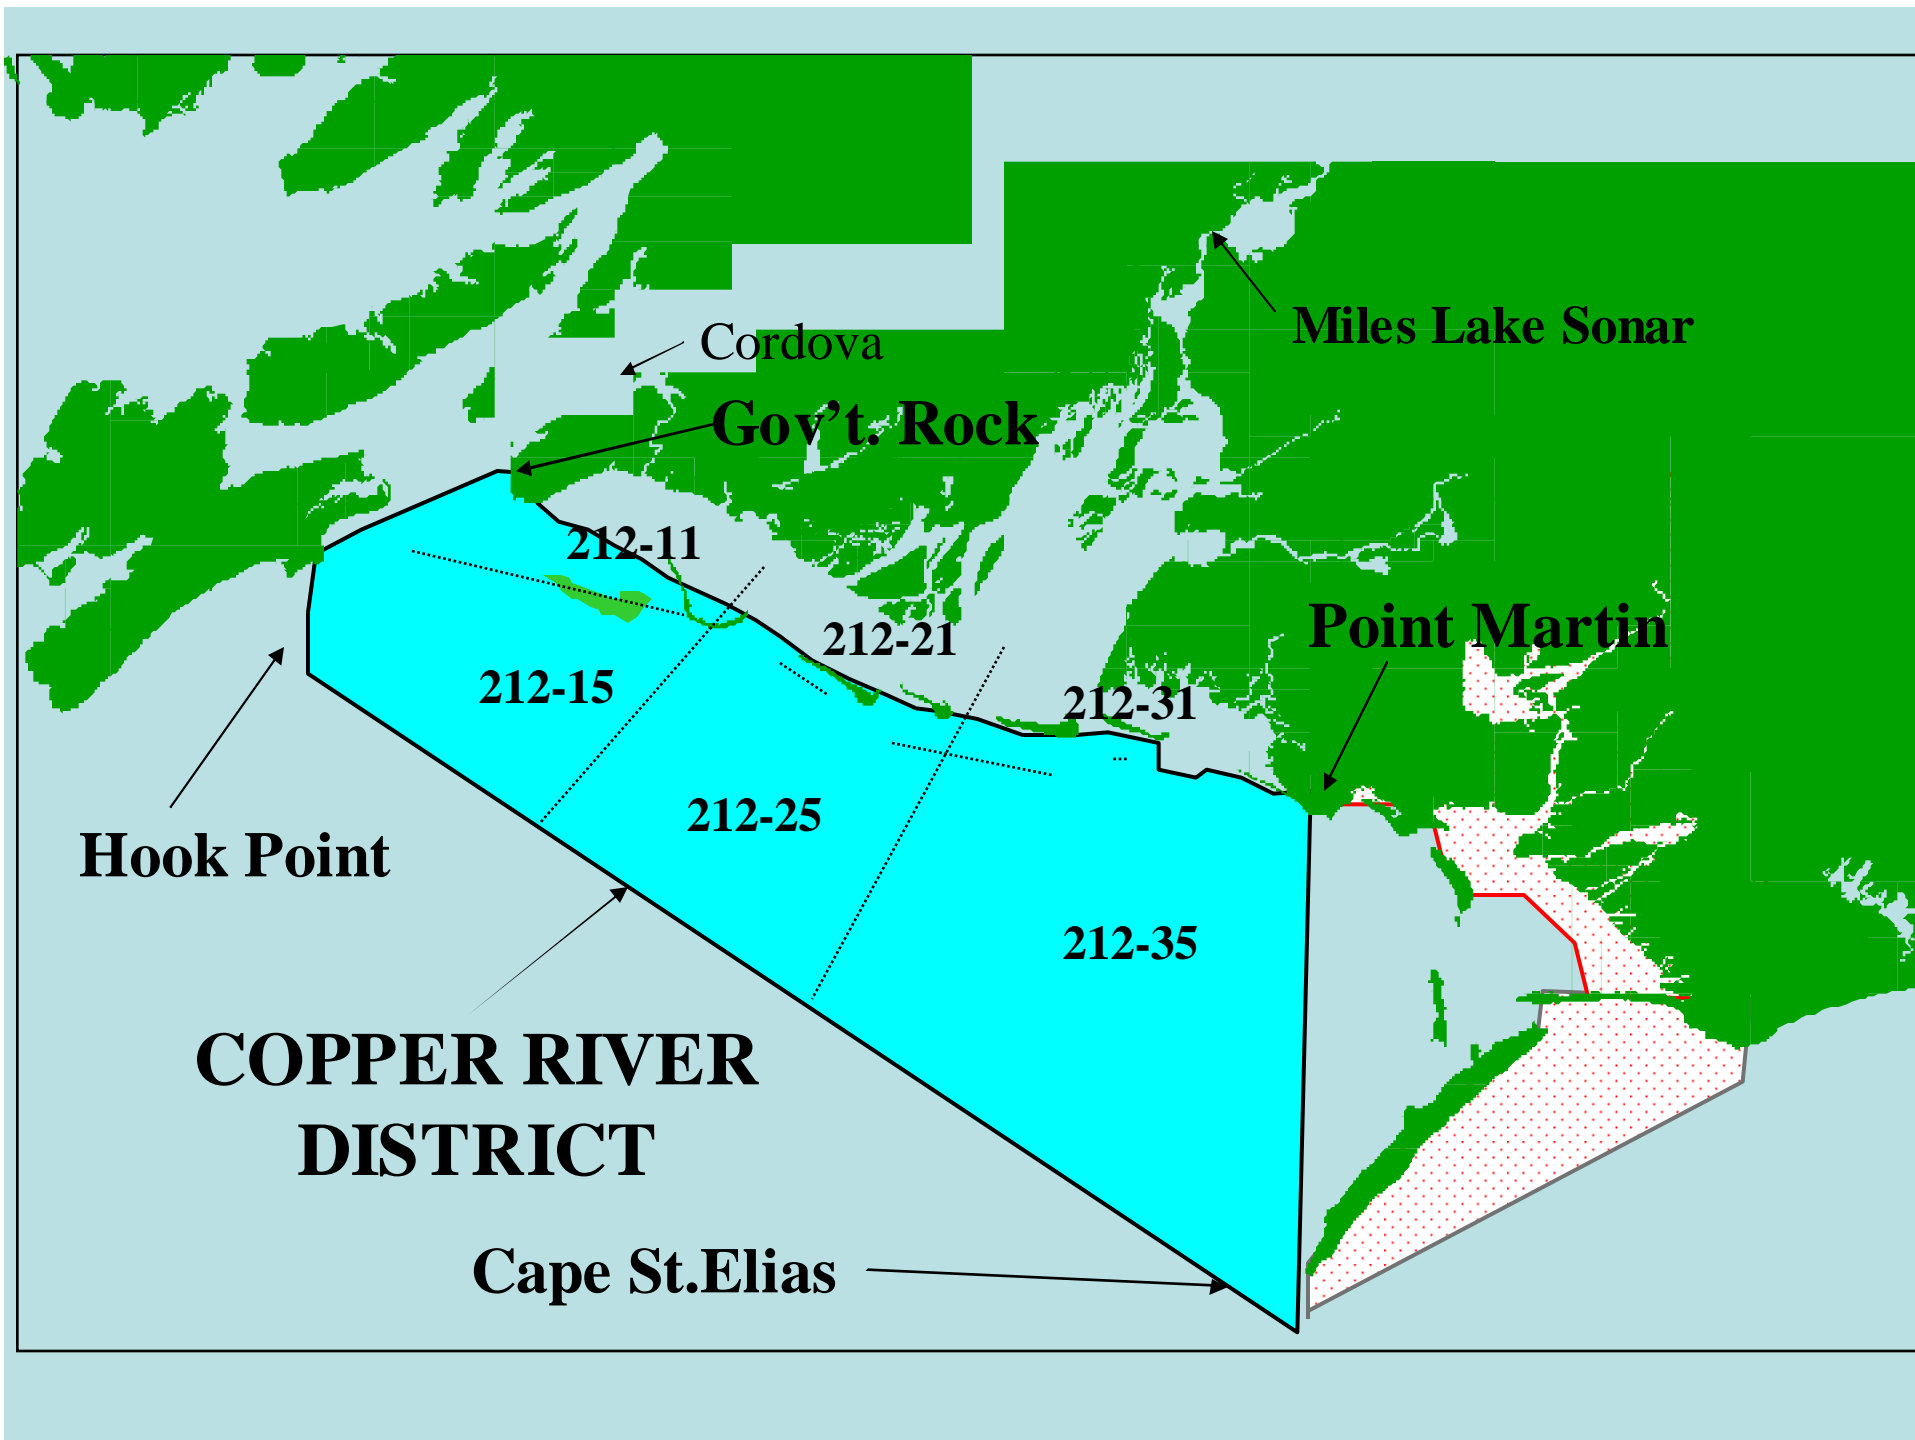 Miles Lake Sonar
Cordova
Gov't. Rock
212-11
Point Martin
212-21
212-15
212-31
212-25
Hook Point
212-35
COPPER RIVER
DISTRICT
Cape St.Elias